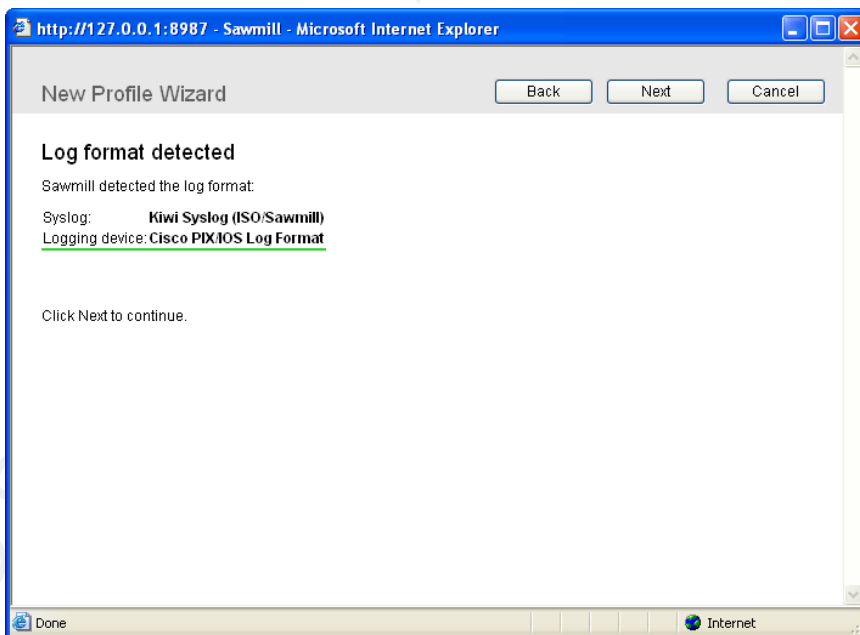 http://127.0.0.1:8987 - Sawmill - Microsoft Internet Explorer
New Profile Wizard
Back Next Cancel
Log format detected
Sawmill detected the log format:
Syslog: Kiwi Syslog (ISO/Sawmill)
Logging device: Cisco PIX/IOS Log Format
Click Next to continue.
Done Internet